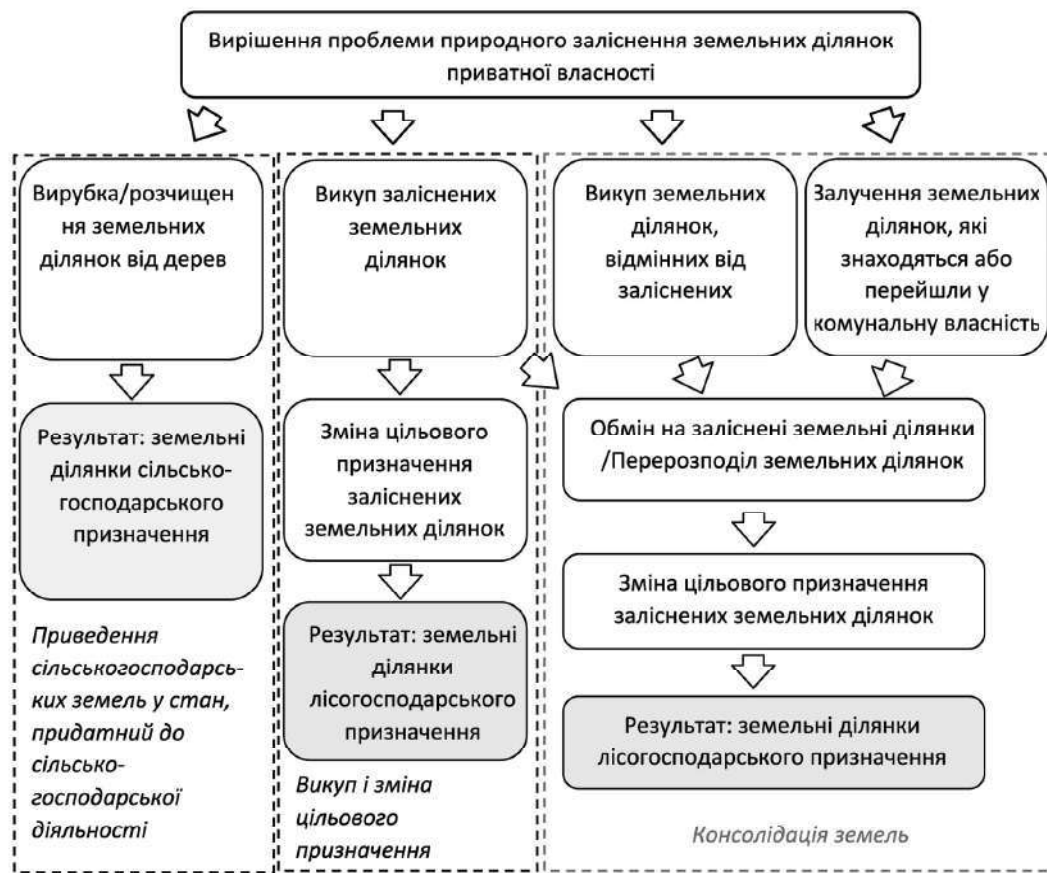 Вирішення проблеми природного заліснення земельних ділянок
приватної власності
Вирубка/розчищен
ня земельних
ділянок від дерев
Результат: земельні
ділянки сільсько-
господарського
призначення
Приведення
сільськогосподарсь-
ких земель у стан,
придатний до
сільсько-
господарської
діяльності
Викуп заліснених
земельних
ділянок
Зміна цільового
призначення
заліснених
земельних ділянок
Результат: земельні
ділянки
лісогосподарського
призначення
Викуп і зміна
цільового
призначення
Викуп земельних
ділянок,
відмінних від
заліснених
Залучення земельних
ділянок, які
знаходяться або
перейшли у
комунальну власність
Обмін на заліснені земельні ділянки
/Перерозподіл земельних ділянок
Зміна цільового призначення
заліснених земельних ділянок
Результат: земельні ділянки
лісогосподарського призначення
Консолідація земель